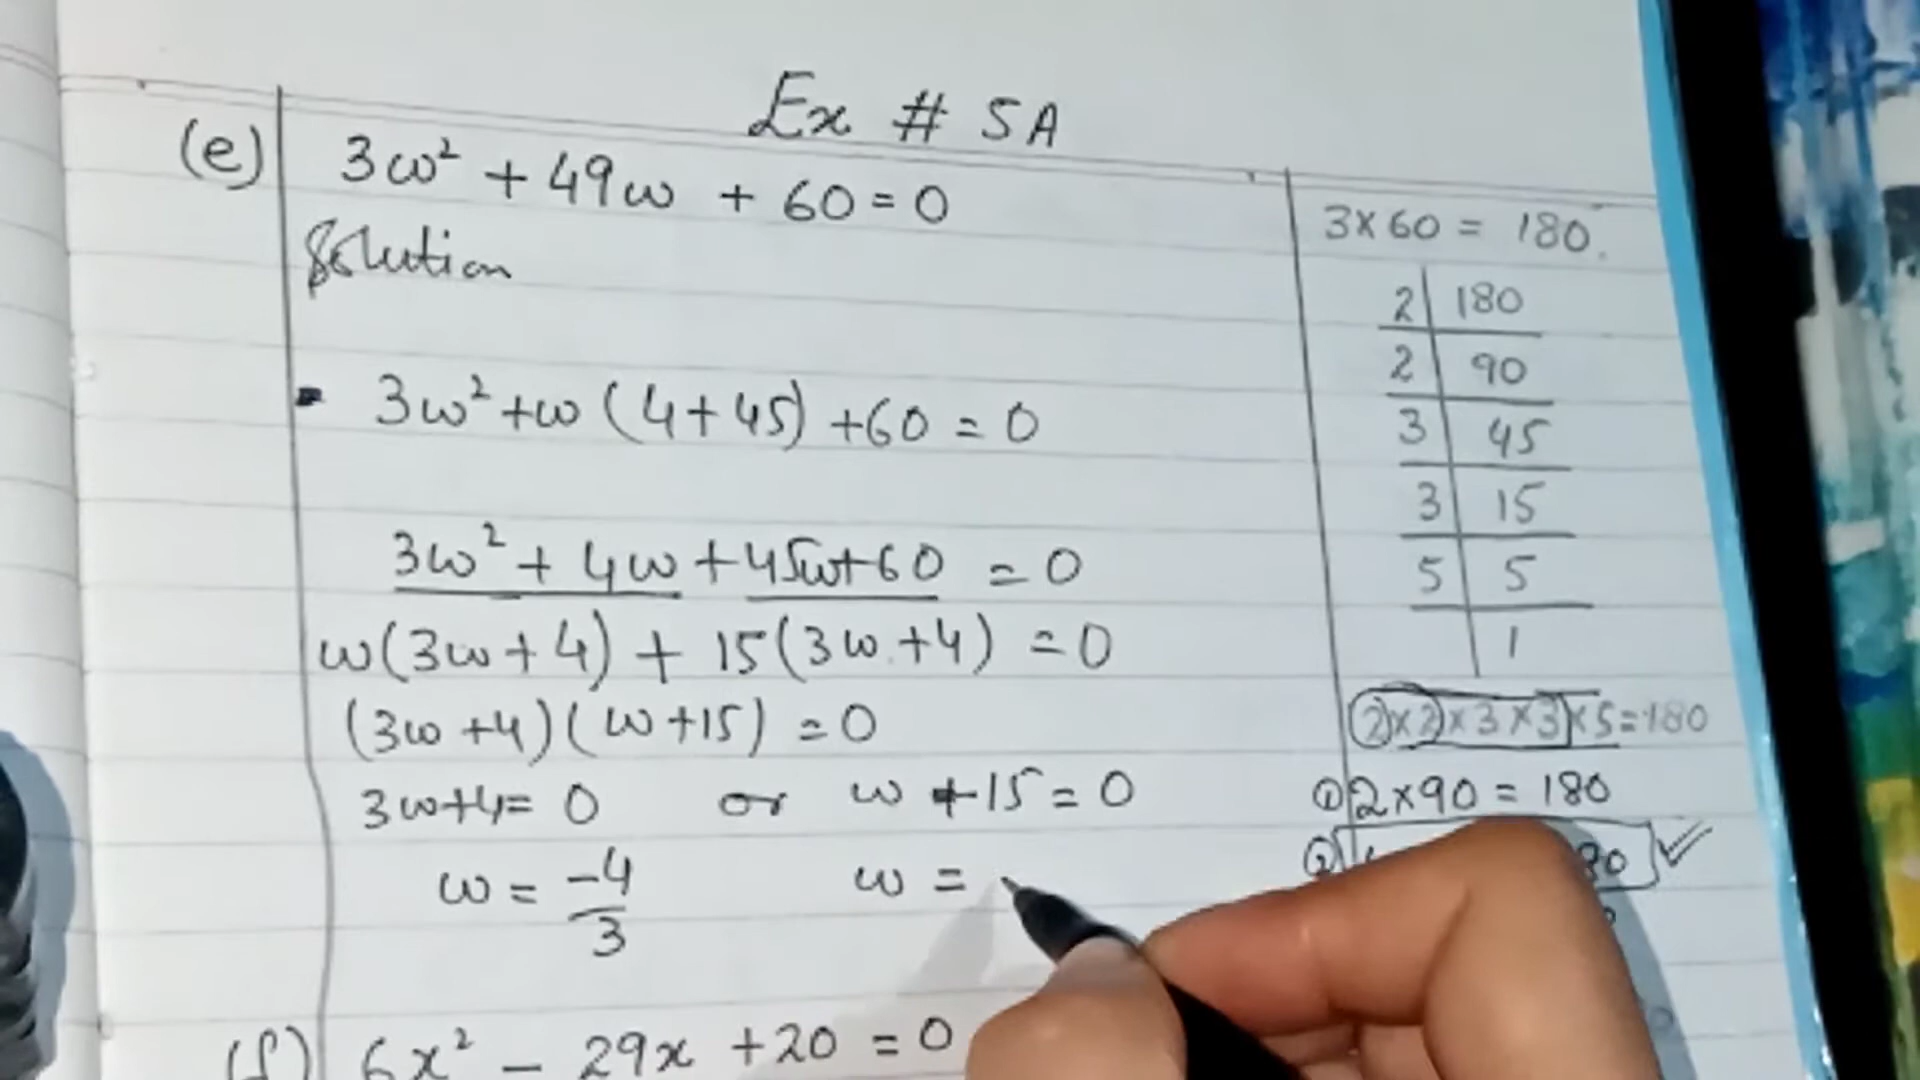 Ex # 5A
(e) 3w² + 49w + 60 = 0
Solution
3w² + w (4 + 45) + 60 = 0
3w² + 4w + 45w + 60 = 0
w(3w + 4) + 15(3w + 4) = 0
(3w + 4)(w + 15) = 0
3w + 4 = 0 or w + 15 = 0
w = -4/3 w =
(f) 6x² - 29x + 20 = 0
3 x 60 = 180.
2 | 180
2 | 90
3 | 45
3 | 15
5 | 5
1
2 x 2 x 3 x 3 x 5 = 180
① 2 x 90 = 180
②